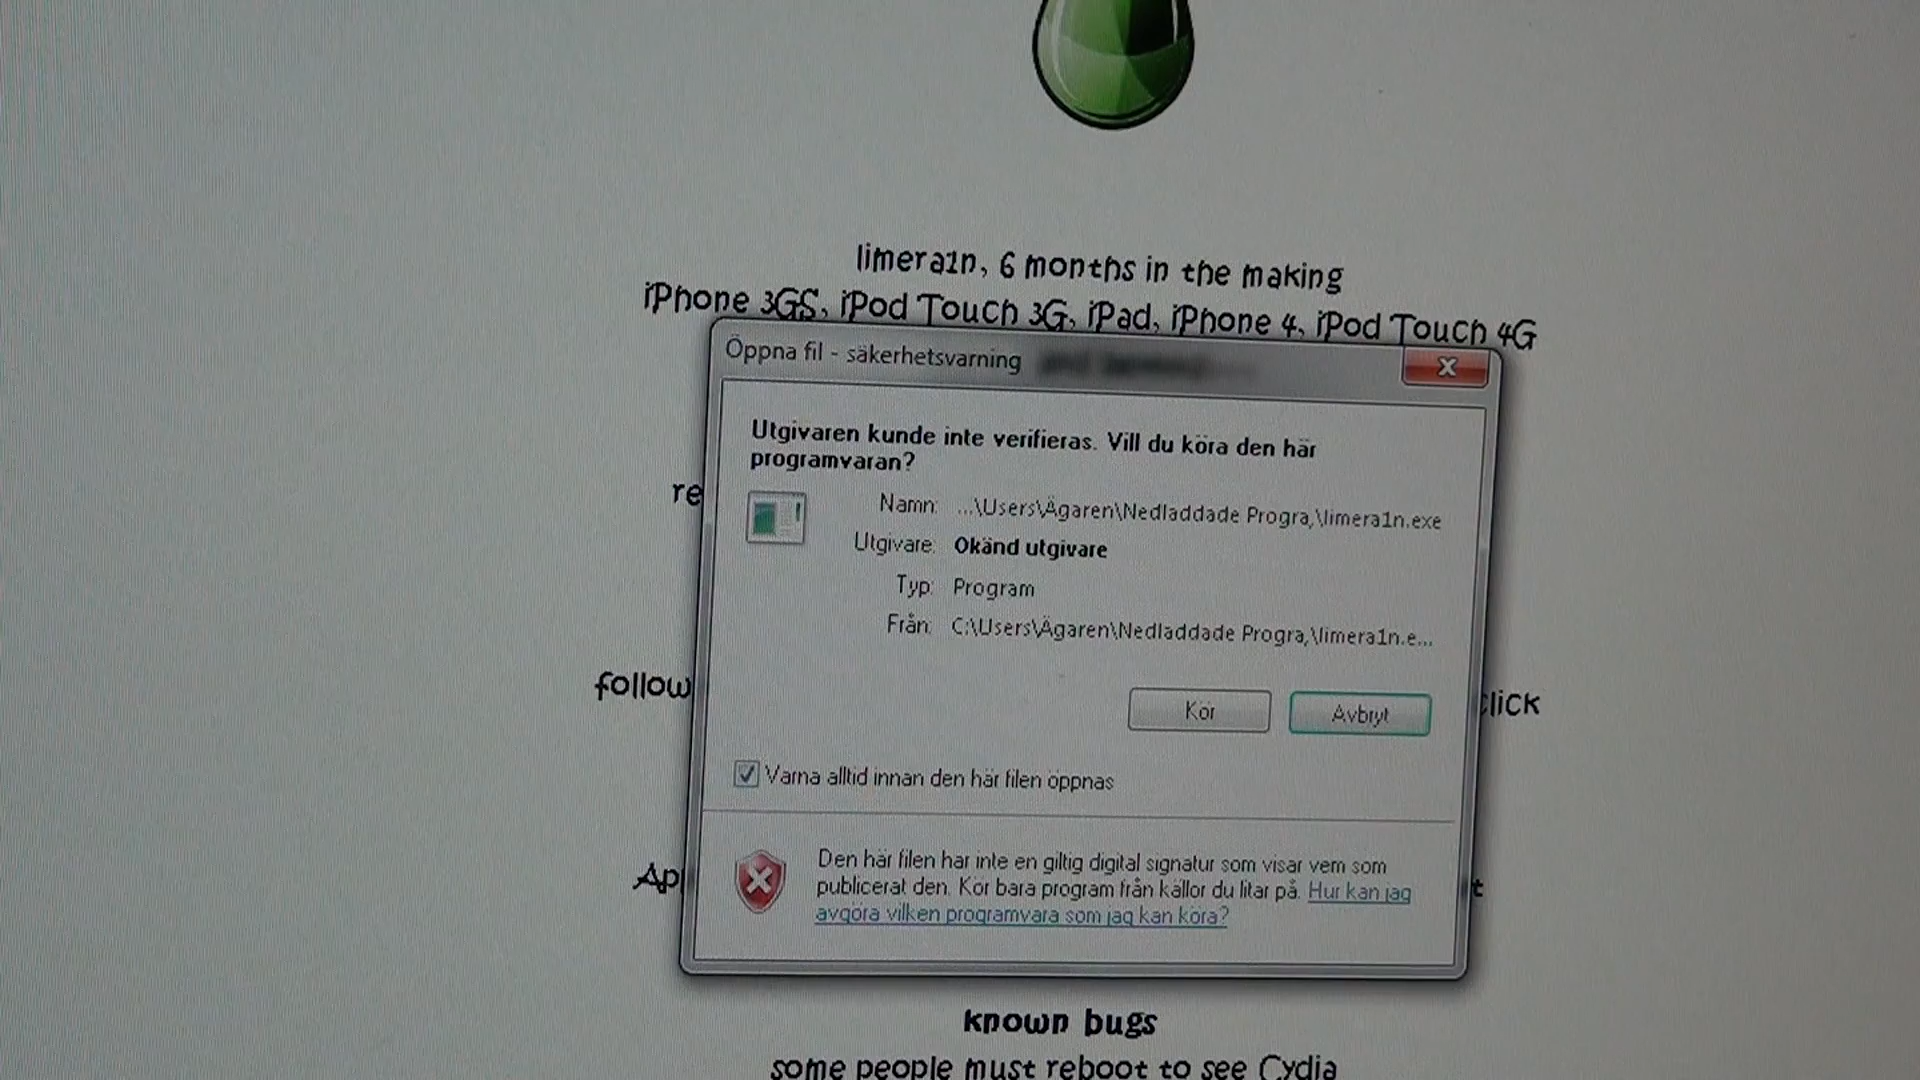 limera1n, 6 months in the making
iPhone 3GS, iPod Touch 3G, iPad, iPhone 4, iPod Touch 4G
Öppna fil - säkerhetsvarning
Utgivaren kunde inte verifieras. Vill du köra den här
programvaran?
re
Namn: ...\Users\Ägaren\Nedladdade Progra,\limera1n.exe
Utgivare: Okänd utgivare
Typ: Program
Från: C:\Users\Ägaren\Nedladdade Progra,\limera1n.e...
follow
click
Kör
Avbryt
Varna alltid innan den här filen öppnas
Den här filen har inte en giltig digital signatur som visar vem som
publicerat den. Kör bara program från källor du litar på. Hur kan jag
avgöra vilken programvara som jag kan köra?
Ap
t
known bugs
some people must reboot to see Cydia